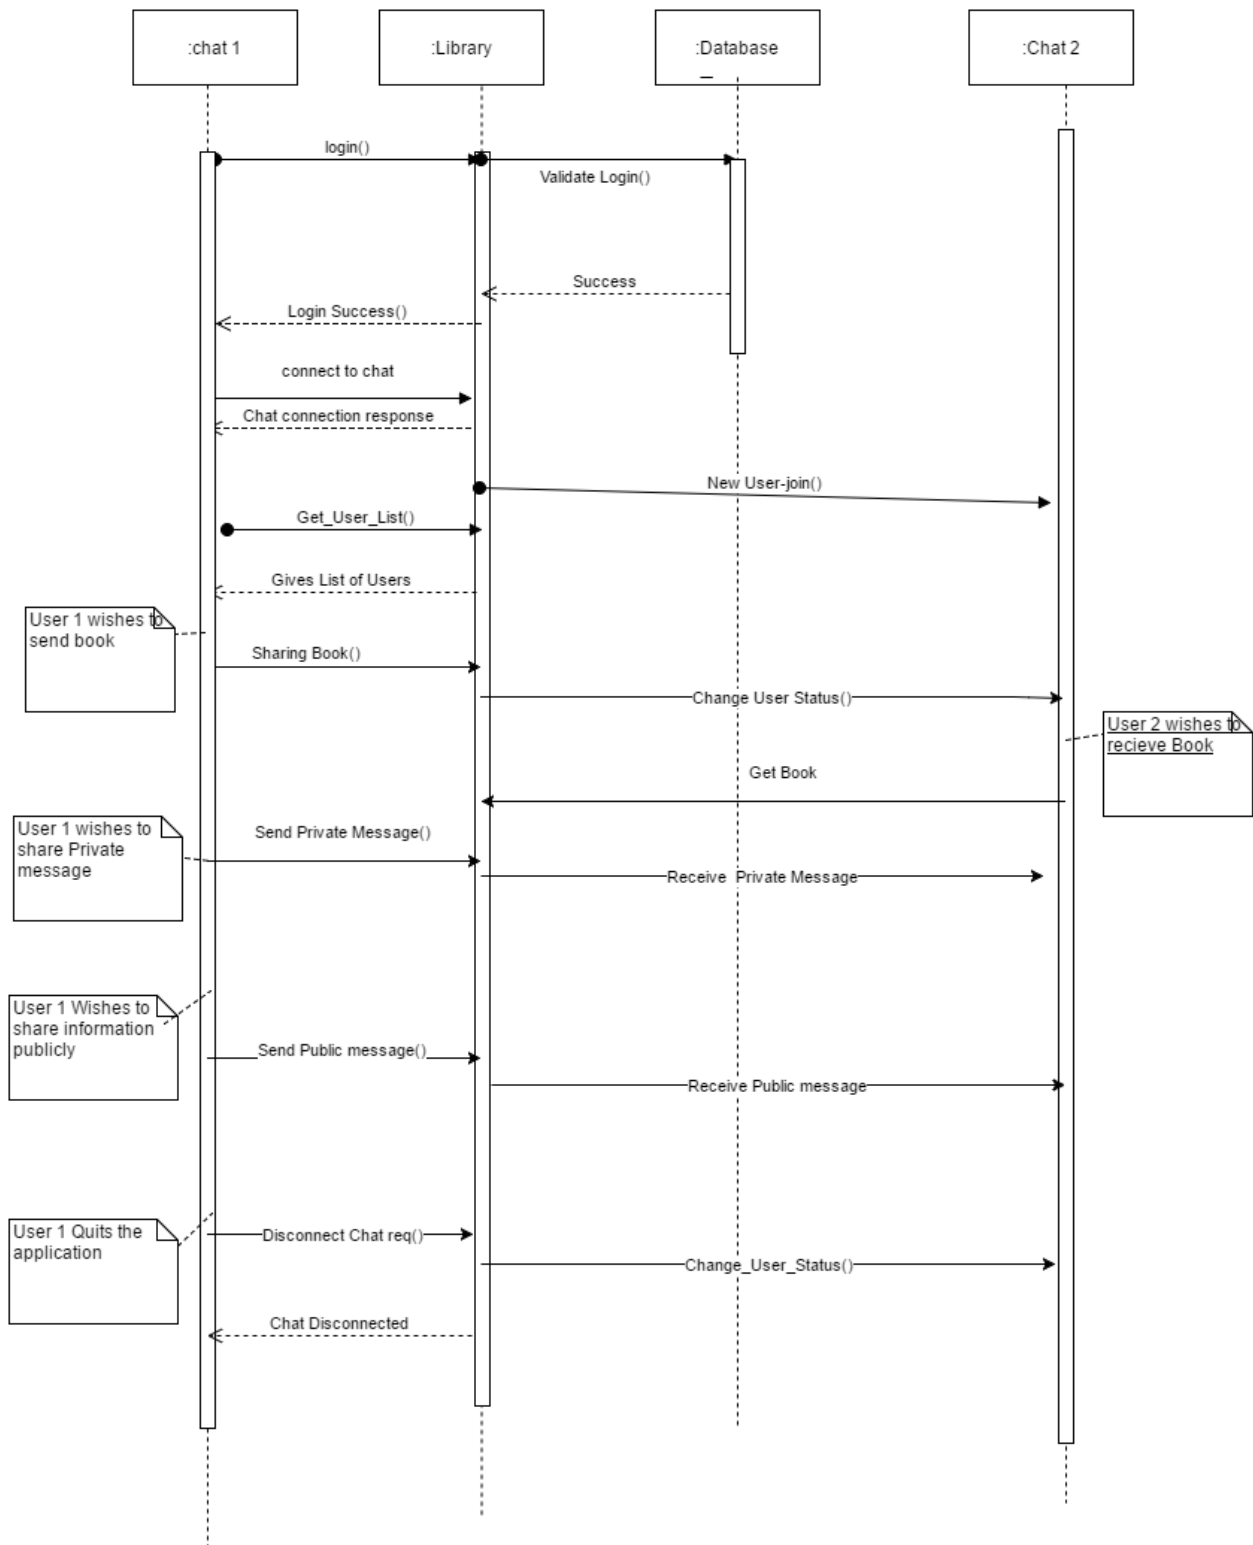 :chat 1
:Library
:Database
:Chat 2
login()
Validate Login()
Success
Login Success()
connect to chat
Chat connection response
New User-join()
Get_User_List()
Gives List of Users
User 1 wishes to
send book
Sharing Book()
Change User Status()
User 2 wishes to
recieve Book
Get Book
User 1 wishes to
share Private
message
Send Private Message()
Receive Private Message
User 1 Wishes to
share information
publicly
Send Public message()
Receive Public message
User 1 Quits the
application
Disconnect Chat req()
Change_User_Status()
Chat Disconnected